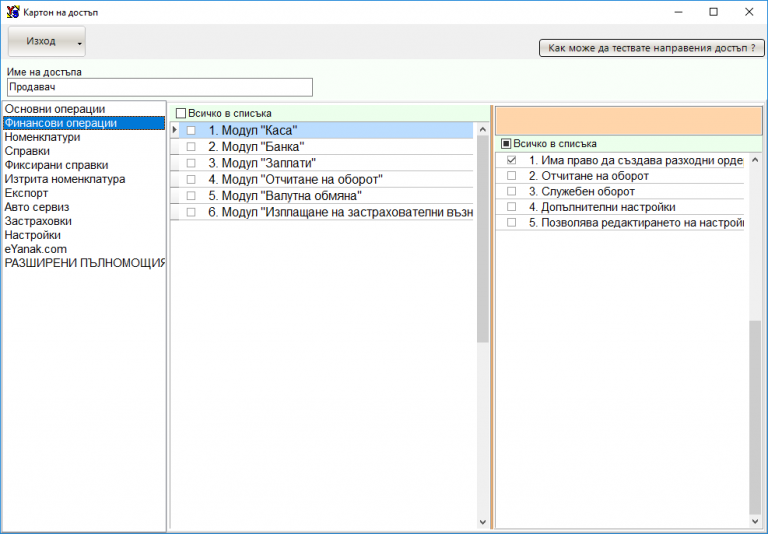 Картон на достъп
Изход
Как може да тествате направения достъп ?
Име на достъпа
Продавач
Основни операции
Финансови операции
Номенклатури
Справки
Фиксирани справки
Изтрита номенклатура
Експорт
Авто сервиз
Застраховки
Настройки
eYanak.com
РАЗШИРЕНИ ПЪЛНОМОЩИЯ
Всичко в списъка
1. Модул "Каса"
2. Модул "Банка"
3. Модул "Заплати"
4. Модул "Отчитане на оборот"
5. Модул "Валутна обмяна"
6. Модул "Изплащане на застрахователни възн
Всичко в списъка
1. Има право да създава разходни орде
2. Отчитане на оборот
3. Служебен оборот
4. Допълнителни настройки
5. Позволява редактирането на настрой